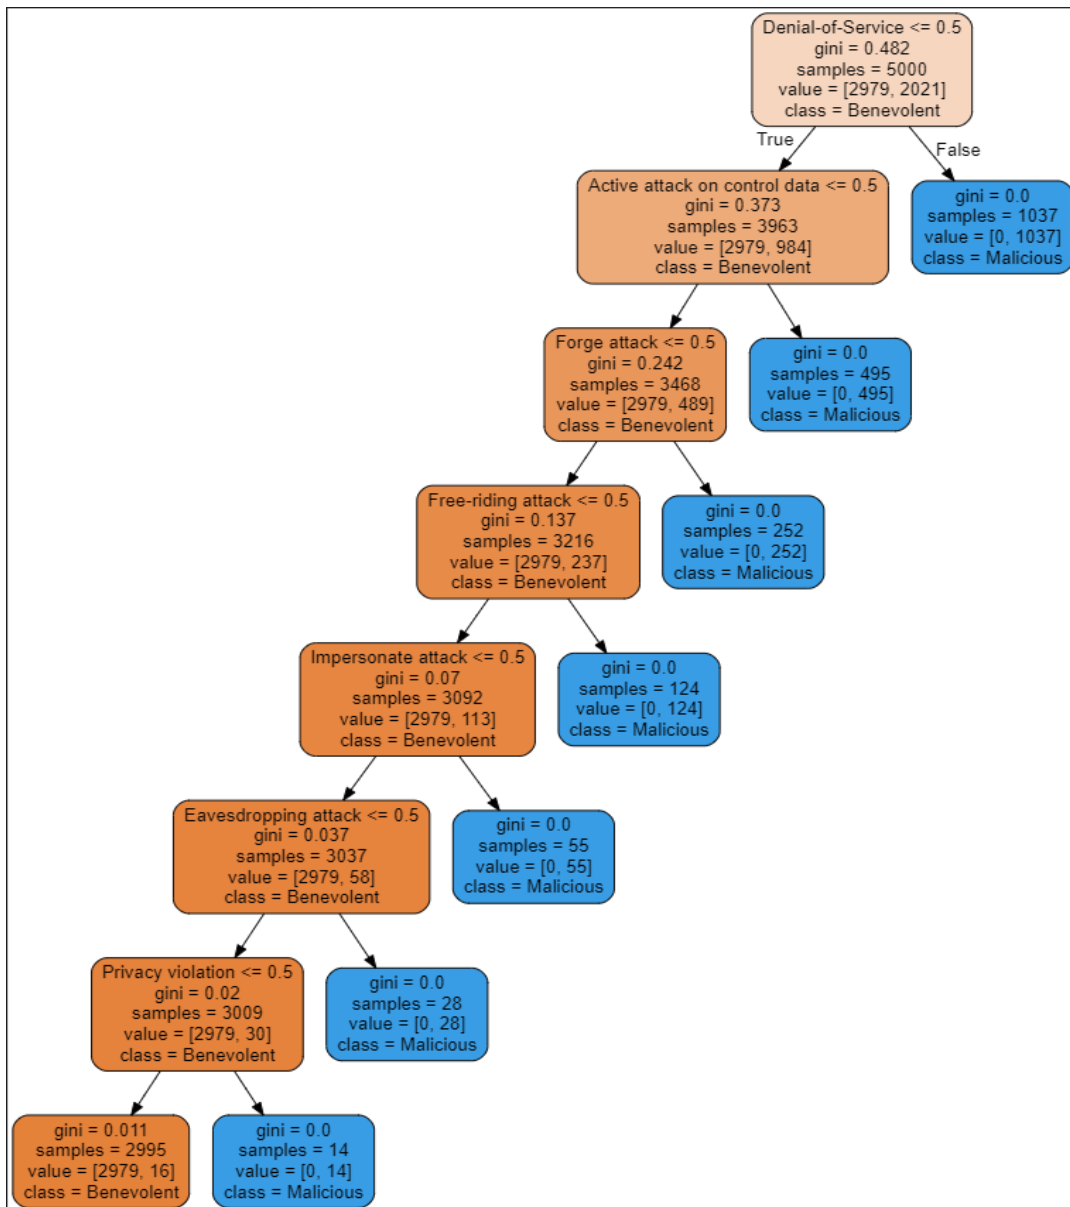 Denial-of-Service <= 0.5
gini = 0.482
samples = 5000
value = [2979, 2021]
class = Benevolent
True
False
Active attack on control data <= 0.5
gini = 0.373
samples = 3963
value = [2979, 984]
class = Benevolent
gini = 0.0
samples = 1037
value = [0, 1037]
class = Malicious
Forge attack <= 0.5
gini = 0.242
samples = 3468
value = [2979, 489]
class = Benevolent
gini = 0.0
samples = 495
value = [0, 495]
class = Malicious
Free-riding attack <= 0.5
gini = 0.137
samples = 3216
value = [2979, 237]
class = Benevolent
gini = 0.0
samples = 252
value = [0, 252]
class = Malicious
Impersonate attack <= 0.5
gini = 0.07
samples = 3092
value = [2979, 113]
class = Benevolent
gini = 0.0
samples = 124
value = [0, 124]
class = Malicious
Eavesdropping attack <= 0.5
gini = 0.037
samples = 3037
value = [2979, 58]
class = Benevolent
gini = 0.0
samples = 55
value = [0, 55]
class = Malicious
Privacy violation <= 0.5
gini = 0.02
samples = 3009
value = [2979, 30]
class = Benevolent
gini = 0.0
samples = 28
value = [0, 28]
class = Malicious
gini = 0.011
samples = 2995
value = [2979, 16]
class = Benevolent
gini = 0.0
samples = 14
value = [0, 14]
class = Malicious